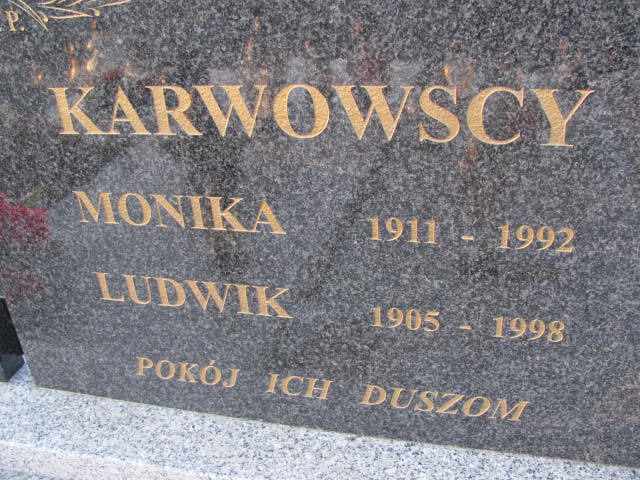 .P.
KARWOWSCY
MONIKA 1911 - 1992
LUDWIK 1905 - 1998
POKÓJ ICH DUSZOM